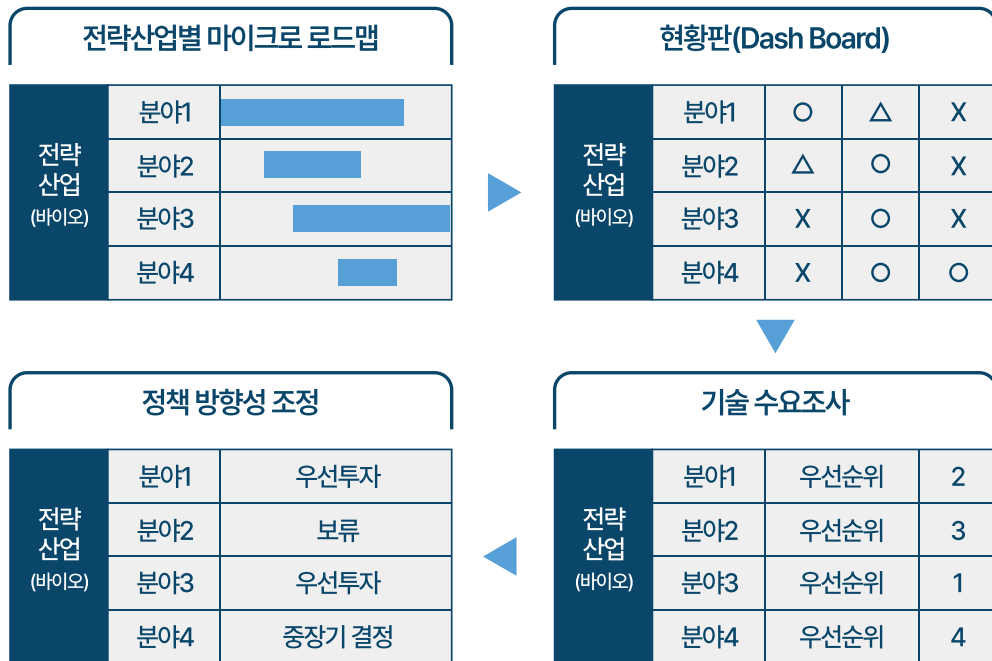 전략산업별 마이크로 로드맵
전략
산업
(바이오)
분야1
분야2
분야3
분야4
현황판(Dash Board)
전략
산업
(바이오)
분야1 ○ △ X
분야2 △ ○ X
분야3 X ○ X
분야4 X ○ ○
정책 방향성 조정
전략
산업
(바이오)
분야1 우선투자
분야2 보류
분야3 우선투자
분야4 중장기 결정
기술 수요조사
전략
산업
(바이오)
분야1 우선순위 2
분야2 우선순위 3
분야3 우선순위 1
분야4 우선순위 4